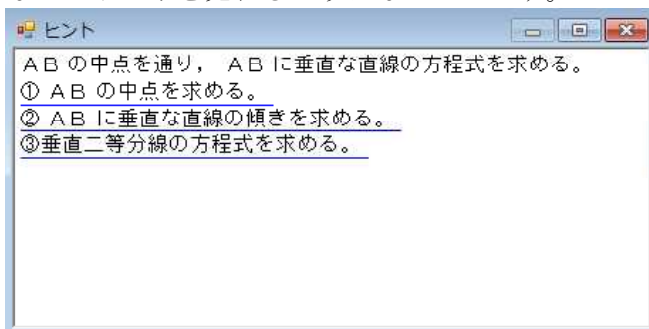 ヒント
ＡＢ の中点を通り， ＡＢ に垂直な直線の方程式を求める。
① ＡＢ の中点を求める。
② ＡＢ に垂直な直線の傾きを求める。
③垂直二等分線の方程式を求める。